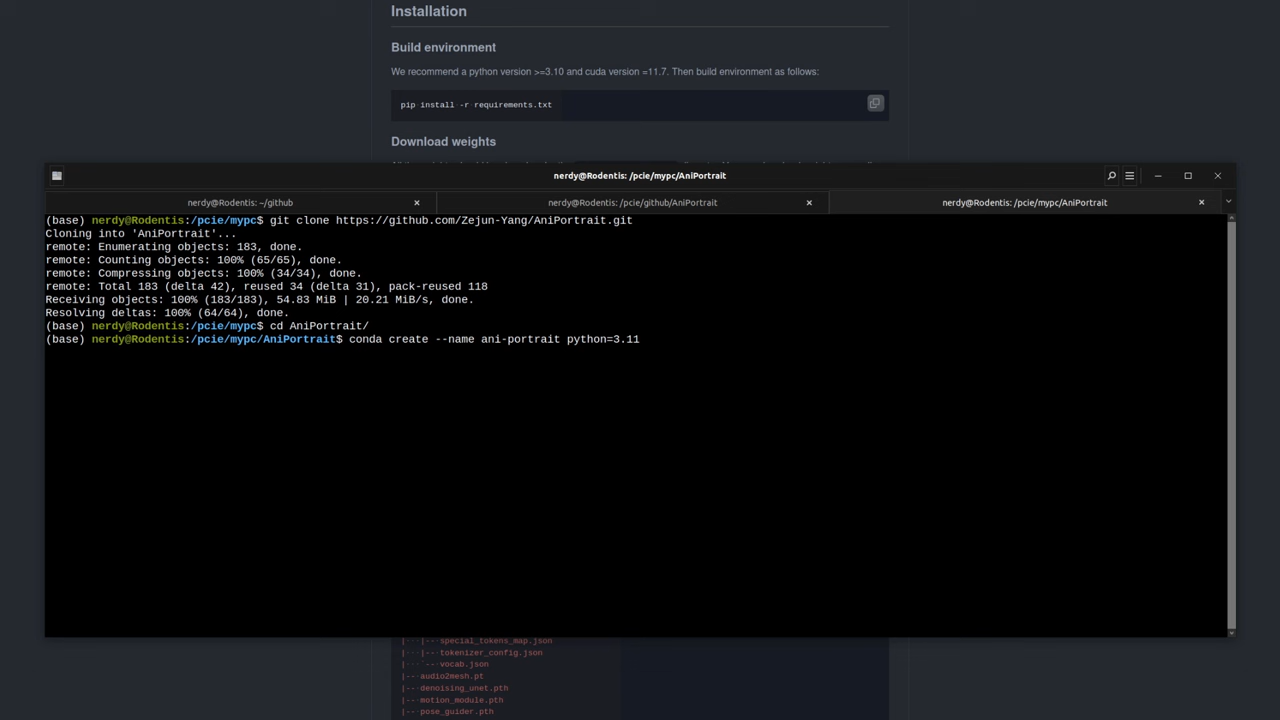 Installation
Build environment
We recommend a python version >=3.10 and cuda version =11.7. Then build environment as follows:
pip install -r requirements.txt
Download weights
nerdy@Rodentis: /pcie/mypc/AniPortrait
nerdy@Rodentis: ~/github
nerdy@Rodentis: /pcie/github/AniPortrait
nerdy@Rodentis: /pcie/mypc/AniPortrait
(base) nerdy@Rodentis:/pcie/mypc$ git clone https://github.com/Zejun-Yang/AniPortrait.git
Cloning into 'AniPortrait'...
remote: Enumerating objects: 183, done.
remote: Counting objects: 100% (65/65), done.
remote: Compressing objects: 100% (34/34), done.
remote: Total 183 (delta 42), reused 34 (delta 31), pack-reused 118
Receiving objects: 100% (183/183), 54.83 MiB | 20.21 MiB/s, done.
Resolving deltas: 100% (64/64), done.
(base) nerdy@Rodentis:/pcie/mypc$ cd AniPortrait/
(base) nerdy@Rodentis:/pcie/mypc/AniPortrait$ conda create --name ani-portrait python=3.11
|   |-- special_tokens_map.json
|   |-- tokenizer_config.json
|   `-- vocab.json
|-- audio2mesh.pt
|-- denoising_unet.pth
|-- motion_module.pth
|-- pose_guider.pth